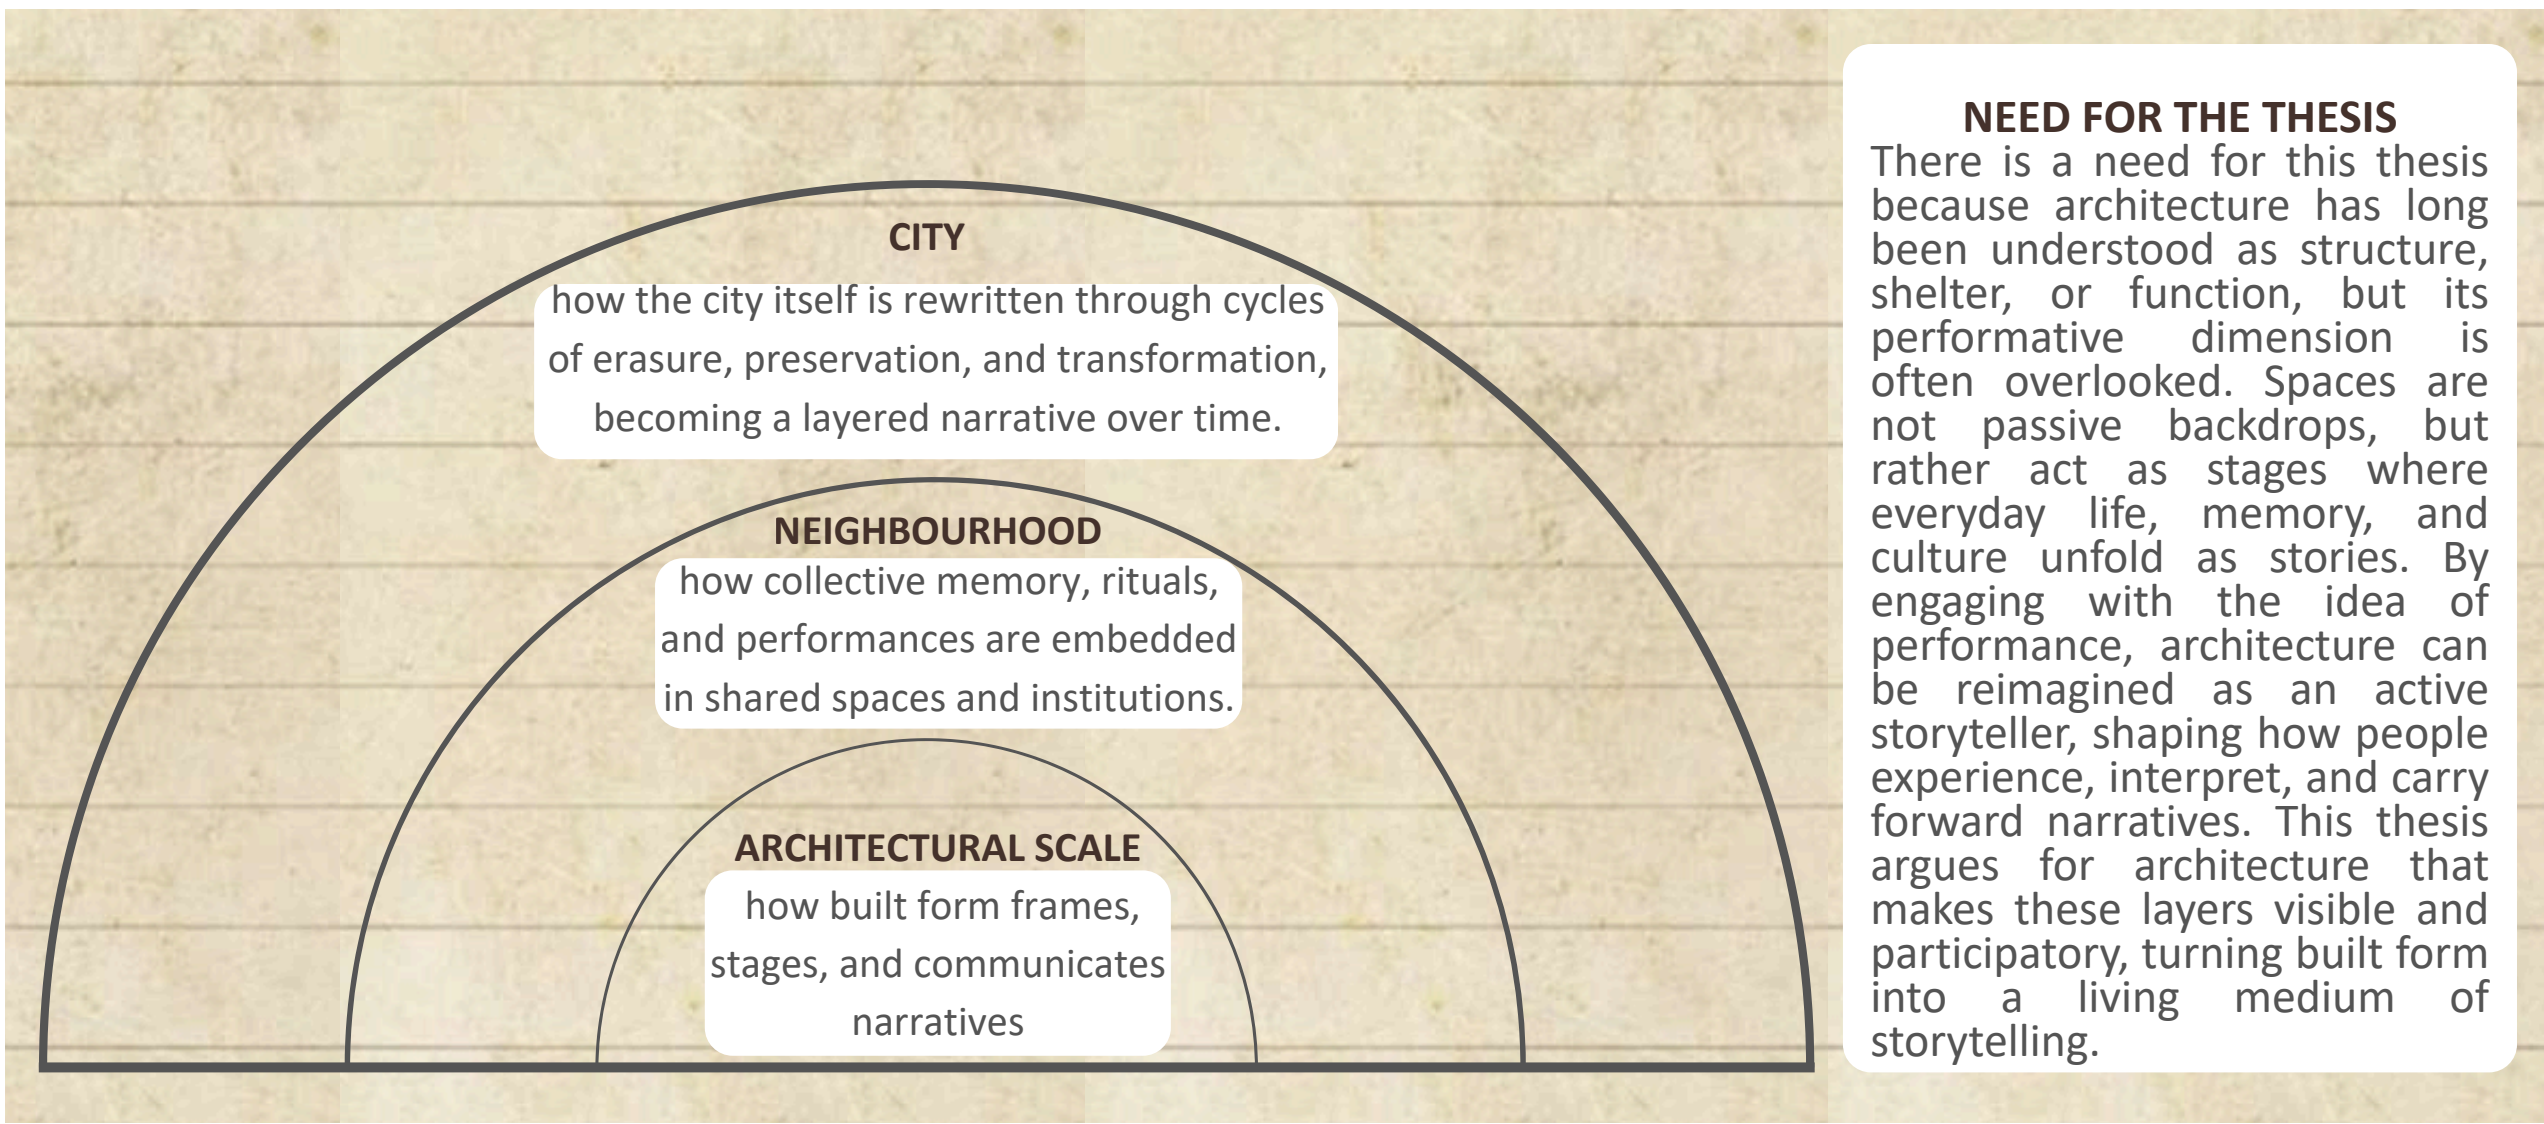 CITY
how the city itself is rewritten through cycles
of erasure, preservation, and transformation,
becoming a layered narrative over time.
NEIGHBOURHOOD
how collective memory, rituals,
and performances are embedded
in shared spaces and institutions.
ARCHITECTURAL SCALE
how built form frames,
stages, and communicates
narratives
NEED FOR THE THESIS
There is a need for this thesis
because architecture has long
been understood as structure,
shelter, or function, but its
performative dimension is
often overlooked. Spaces are
not passive backdrops, but
rather act as stages where
everyday life, memory, and
culture unfold as stories. By
engaging with the idea of
performance, architecture can
be reimagined as an active
storyteller, shaping how people
experience, interpret, and carry
forward narratives. This thesis
argues for architecture that
makes these layers visible and
participatory, turning built form
into a living medium of
storytelling.